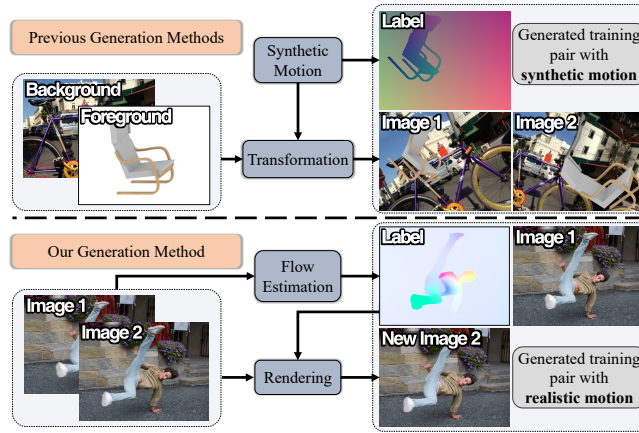 Previous Generation Methods
Background
Foreground
Synthetic
Motion
Transformation
Label
Generated training
pair with
synthetic motion
Image 1
Image 2
Our Generation Method
Image 1
Image 2
Flow
Estimation
Rendering
Label
Image 1
New Image 2
Generated training
pair with
realistic motion